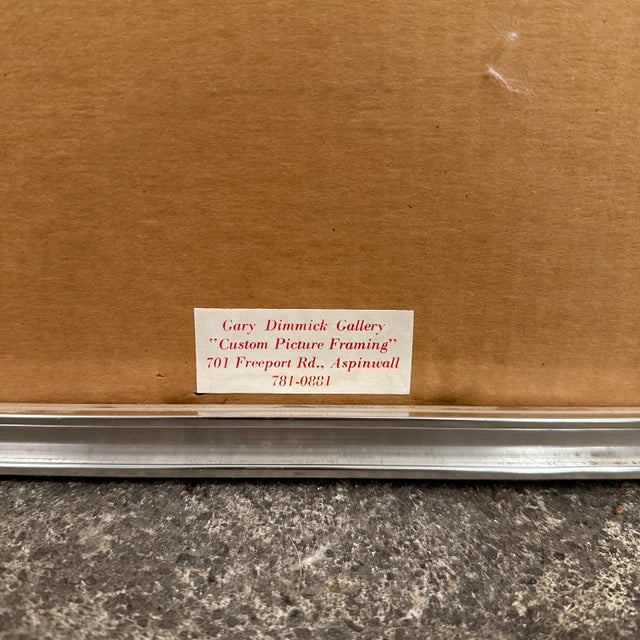 Gary Dimmick Gallery
"Custom Picture Framing"
701 Freeport Rd., Aspinwall
781-0881